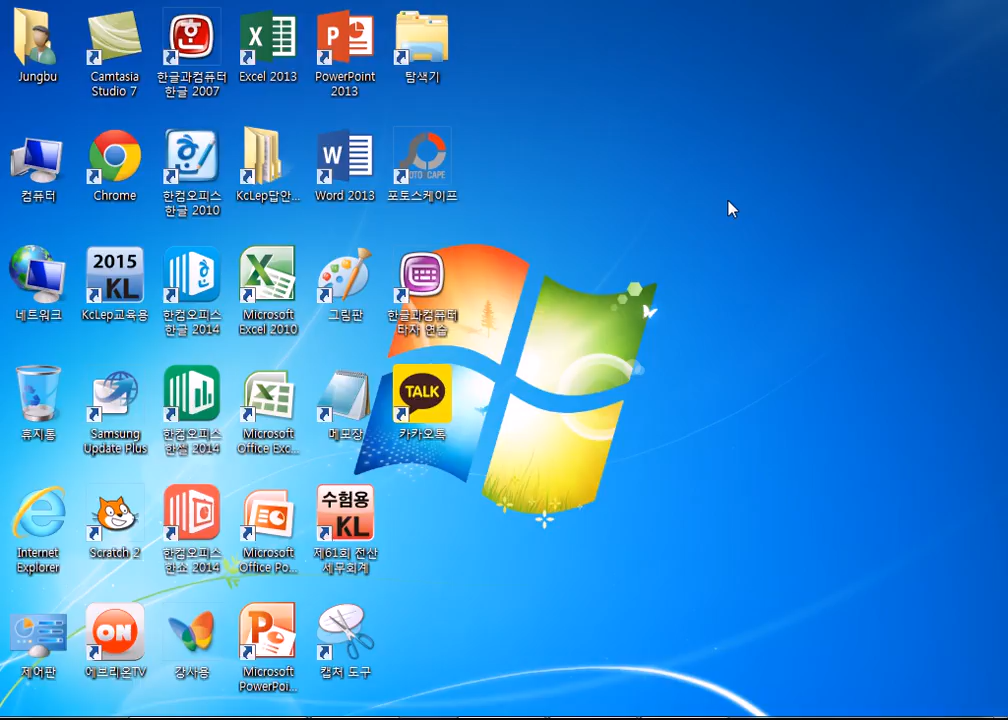 Jungbu
Camtasia
Studio 7
한글과컴퓨터
한글 2007
Excel 2013
PowerPoint
2013
탐색기
컴퓨터
Chrome
한컴오피스
한글 2010
KcLep답안...
W
Word 2013
포토스케이프
네트워크
2015
KL
KcLep교육용
한컴오피스
한글 2014
Microsoft
Excel 2010
그림판
한글과컴퓨터
타자 연습
휴지통
Samsung
Update Plus
한컴오피스
한셀 2014
Microsoft
Office Exc...
메모장
TALK
카카오톡
Internet
Explorer
Scratch 2
한컴오피스
한쇼 2014
Microsoft
Office Po...
수험용
KL
제61회 전산
세무회계
제어판
ON
에브리온TV
강사용
Microsoft
PowerPoi...
캡처 도구